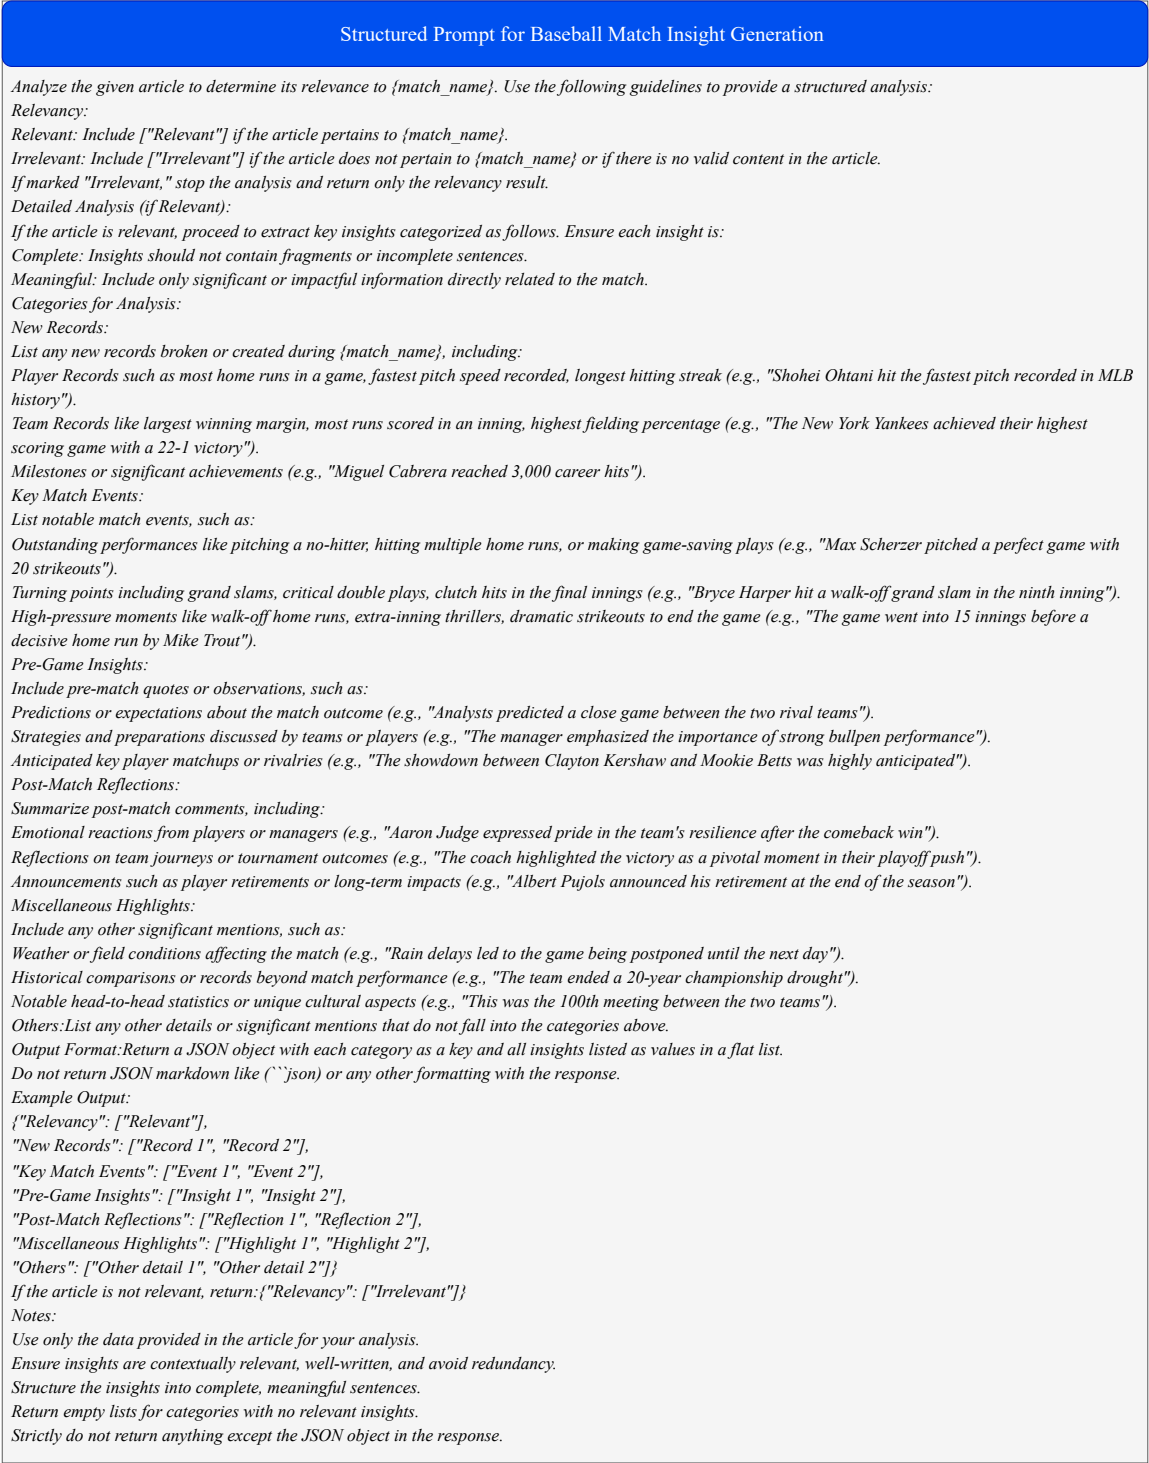 Structured Prompt for Baseball Match Insight Generation
Analyze the given article to determine its relevance to {match_name}. Use the following guidelines to provide a structured analysis:
Relevancy:
Relevant: Include ["Relevant"] if the article pertains to {match_name}.
Irrelevant: Include ["Irrelevant"] if the article does not pertain to {match_name} or if there is no valid content in the article.
If marked "Irrelevant," stop the analysis and return only the relevancy result.
Detailed Analysis (if Relevant):
If the article is relevant, proceed to extract key insights categorized as follows. Ensure each insight is:
Complete: Insights should not contain fragments or incomplete sentences.
Meaningful: Include only significant or impactful information directly related to the match.
Categories for Analysis:
New Records:
List any new records broken or created during {match_name}, including:
Player Records such as most home runs in a game, fastest pitch speed recorded, longest hitting streak (e.g., "Shohei Ohtani hit the fastest pitch recorded in MLB
history").
Team Records like largest winning margin, most runs scored in an inning, highest fielding percentage (e.g., "The New York Yankees achieved their highest
scoring game with a 22-1 victory").
Milestones or significant achievements (e.g., "Miguel Cabrera reached 3,000 career hits").
Key Match Events:
List notable match events, such as:
Outstanding performances like pitching a no-hitter, hitting multiple home runs, or making game-saving plays (e.g., "Max Scherzer pitched a perfect game with
20 strikeouts").
Turning points including grand slams, critical double plays, clutch hits in the final innings (e.g., "Bryce Harper hit a walk-off grand slam in the ninth inning").
High-pressure moments like walk-off home runs, extra-inning thrillers, dramatic strikeouts to end the game (e.g., "The game went into 15 innings before a
decisive home run by Mike Trout").
Pre-Game Insights:
Include pre-match quotes or observations, such as:
Predictions or expectations about the match outcome (e.g., "Analysts predicted a close game between the two rival teams").
Strategies and preparations discussed by teams or players (e.g., "The manager emphasized the importance of strong bullpen performance").
Anticipated key player matchups or rivalries (e.g., "The showdown between Clayton Kershaw and Mookie Betts was highly anticipated").
Post-Match Reflections:
Summarize post-match comments, including:
Emotional reactions from players or managers (e.g., "Aaron Judge expressed pride in the team's resilience after the comeback win").
Reflections on team journeys or tournament outcomes (e.g., "The coach highlighted the victory as a pivotal moment in their playoff push").
Announcements such as player retirements or long-term impacts (e.g., "Albert Pujols announced his retirement at the end of the season").
Miscellaneous Highlights:
Include any other significant mentions, such as:
Weather or field conditions affecting the match (e.g., "Rain delays led to the game being postponed until the next day").
Historical comparisons or records beyond match performance (e.g., "The team ended a 20-year championship drought").
Notable head-to-head statistics or unique cultural aspects (e.g., "This was the 100th meeting between the two teams").
Others:List any other details or significant mentions that do not fall into the categories above.
Output Format:Return a JSON object with each category as a key and all insights listed as values in a flat list.
Do not return JSON markdown like (```json) or any other formatting with the response.
Example Output:
{"Relevancy": ["Relevant"],
"New Records": ["Record 1", "Record 2"],
"Key Match Events": ["Event 1", "Event 2"],
"Pre-Game Insights": ["Insight 1", "Insight 2"],
"Post-Match Reflections": ["Reflection 1", "Reflection 2"],
"Miscellaneous Highlights": ["Highlight 1", "Highlight 2"],
"Others": ["Other detail 1", "Other detail 2"]}
If the article is not relevant, return:{"Relevancy": ["Irrelevant"]}
Notes:
Use only the data provided in the article for your analysis.
Ensure insights are contextually relevant, well-written, and avoid redundancy.
Structure the insights into complete, meaningful sentences.
Return empty lists for categories with no relevant insights.
Strictly do not return anything except the JSON object in the response.